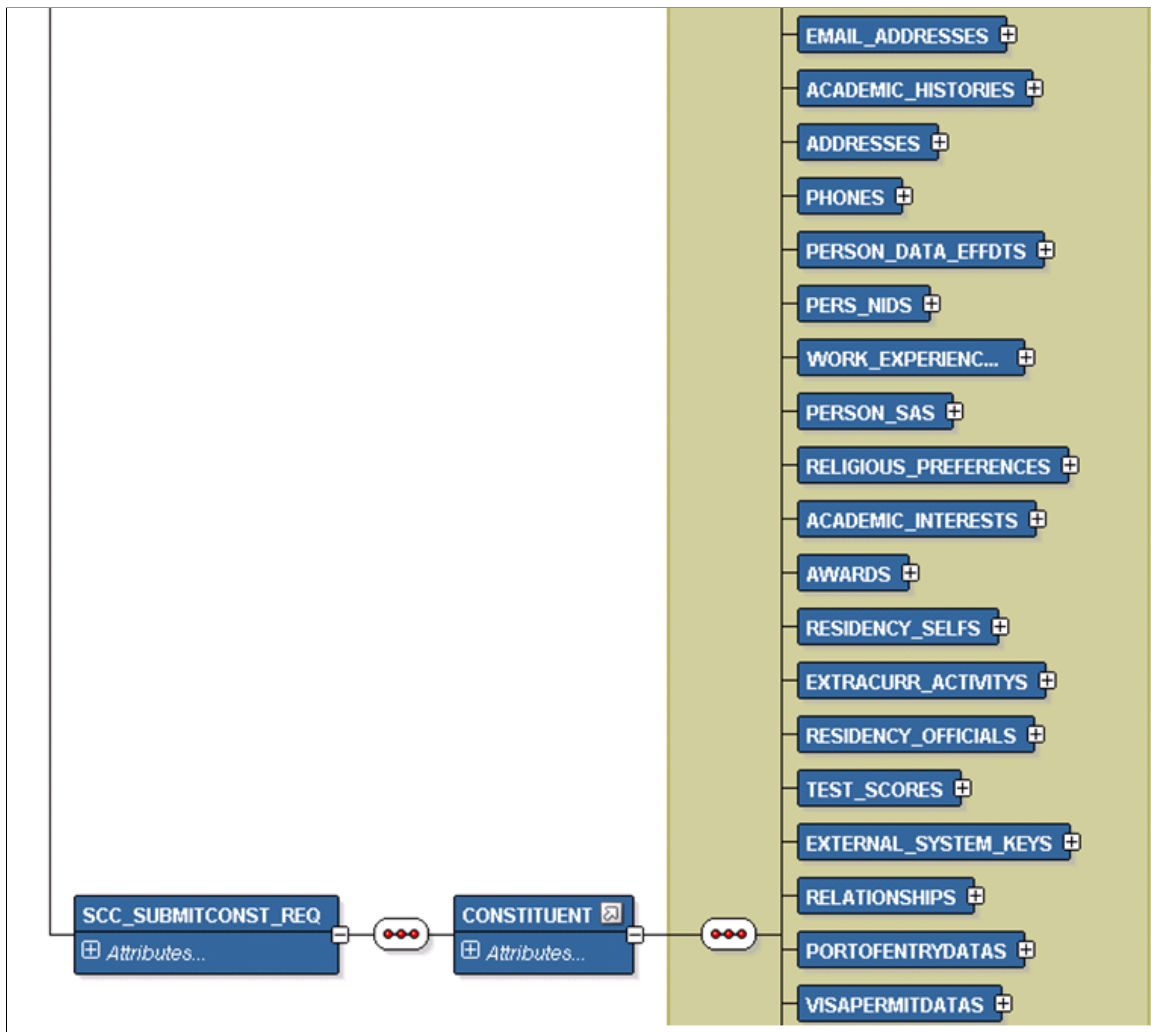 EMAIL_ADDRESSES
ACADEMIC_HISTORIES
ADDRESSES
PHONES
PERSON_DATA_EFFDTS
PERS_NIDS
WORK_EXPERIENC...
PERSON_SAS
RELIGIOUS_PREFERENCES
ACADEMIC_INTERESTS
AWARDS
RESIDENCY_SELFS
EXTRACURR_ACTIVITYS
RESIDENCY_OFFICIALS
TEST_SCORES
EXTERNAL_SYSTEM_KEYS
RELATIONSHIPS
SCC_SUBMITCONST_REQ
Attributes...
CONSTITUENT
Attributes...
PORTOFENTRYDATAS
VISAPERMITDATAS